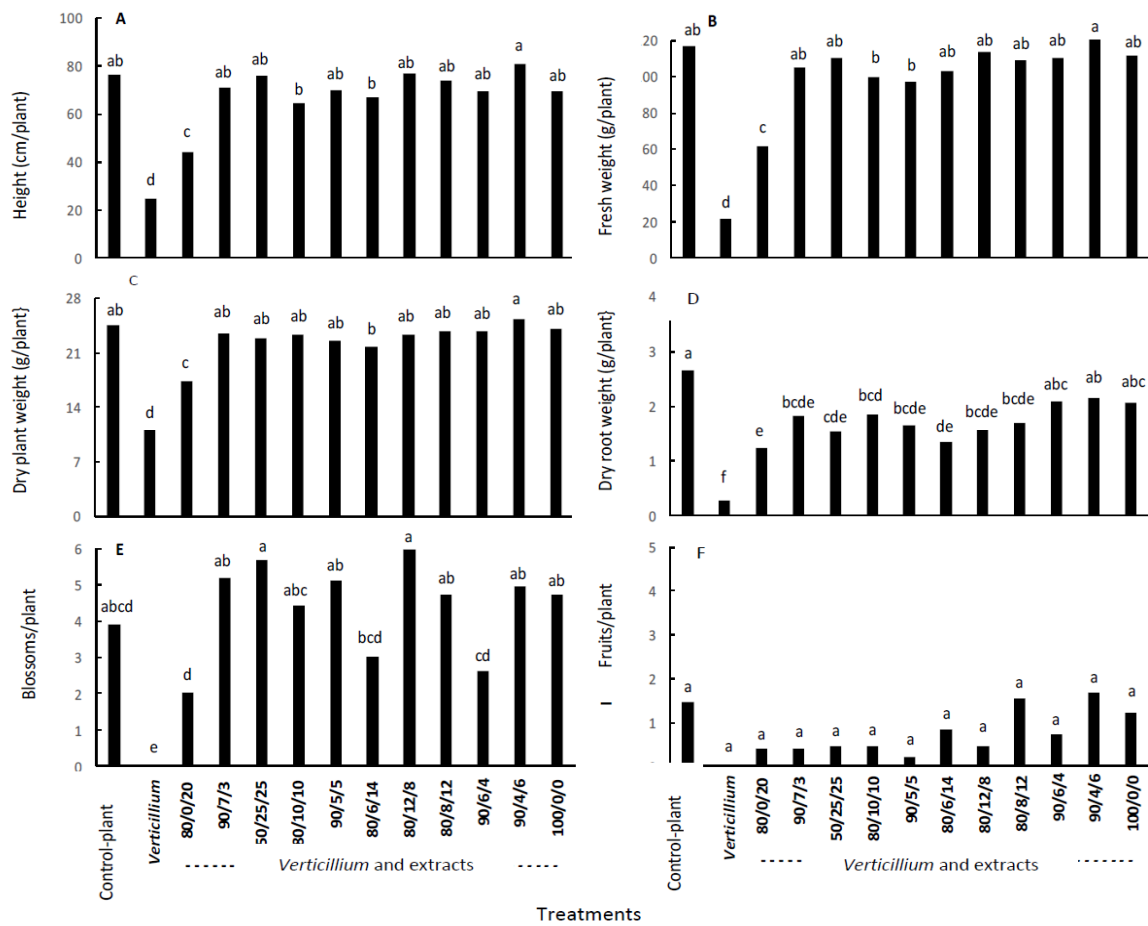 A
Height (cm/plant)
100
80
60
40
20
0
ab
d
c
ab
ab
b
ab
b
ab
ab
ab
a
ab
B
Fresh weight (g/plant)
20
00
80
60
40
20
0
ab
d
c
ab
ab
b
b
ab
ab
ab
ab
a
ab
C
Dry plant weight (g/plant}
28
21
14
7
0
ab
d
c
ab
ab
ab
ab
b
ab
ab
ab
a
ab
D
Dry root weight (g/plant}
4
3
2
1
0
a
f
e
bcde
cde
bcd
bcde
de
bcde
bcde
abc
ab
abc
E
Blossoms/plant
6
5
4
3
2
1
0
abcd
e
d
ab
a
abc
ab
bcd
a
ab
cd
ab
ab
F
Fruits/plant
5
4
3
2
1
a
a
a
a
a
a
a
a
a
a
a
a
a
Control-plant
Verticillium
80/0/20
90/7/3
50/25/25
80/10/10
90/5/5
80/6/14
80/12/8
80/8/12
90/6/4
90/4/6
100/0/0
------ Verticillium and extracts -----
Control-plant
Verticillium
80/0/20
90/7/3
50/25/25
80/10/10
90/5/5
80/6/14
80/12/8
80/8/12
90/6/4
90/4/6
100/0/0
----- Verticillium and extracts -------
Treatments